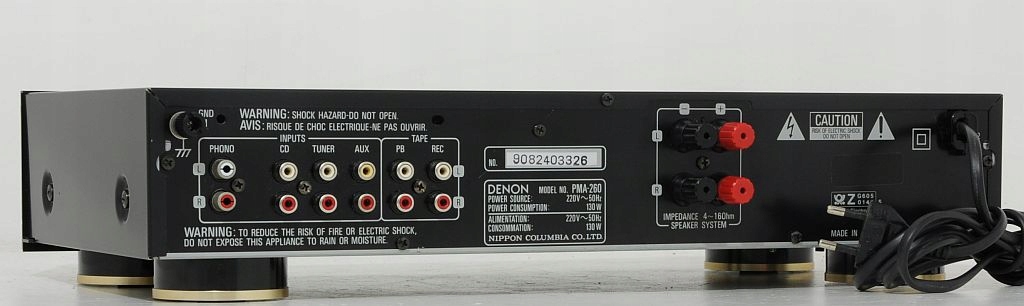 GND
WARNING: SHOCK HAZARD-DO NOT OPEN.
AVIS: RISQUE DE CHOC ELECTRIQUE-NE PAS OUVRIR.
INPUTS
TAPE
PHONO CD TUNER AUX PB REC
L L
R R
WARNING: TO REDUCE THE RISK OF FIRE OR ELECTRIC SHOCK,
DO NOT EXPOSE THIS APPLIANCE TO RAIN OR MOISTURE.
NO. 9082403326
DENON MODEL NO. PMA-260
POWER SOURCE: 220V~50Hz
POWER CONSUMPTION: 130W
ALIMENTATION: 220V~50Hz
CONSOMMATION: 130W
NIPPON COLUMBIA CO., LTD.
− +
L
R
IMPEDANCE 4~16ohm
SPEAKER SYSTEM
CAUTION
RISK OF ELECTRIC SHOCK
DO NOT OPEN
Z G605
MADE IN